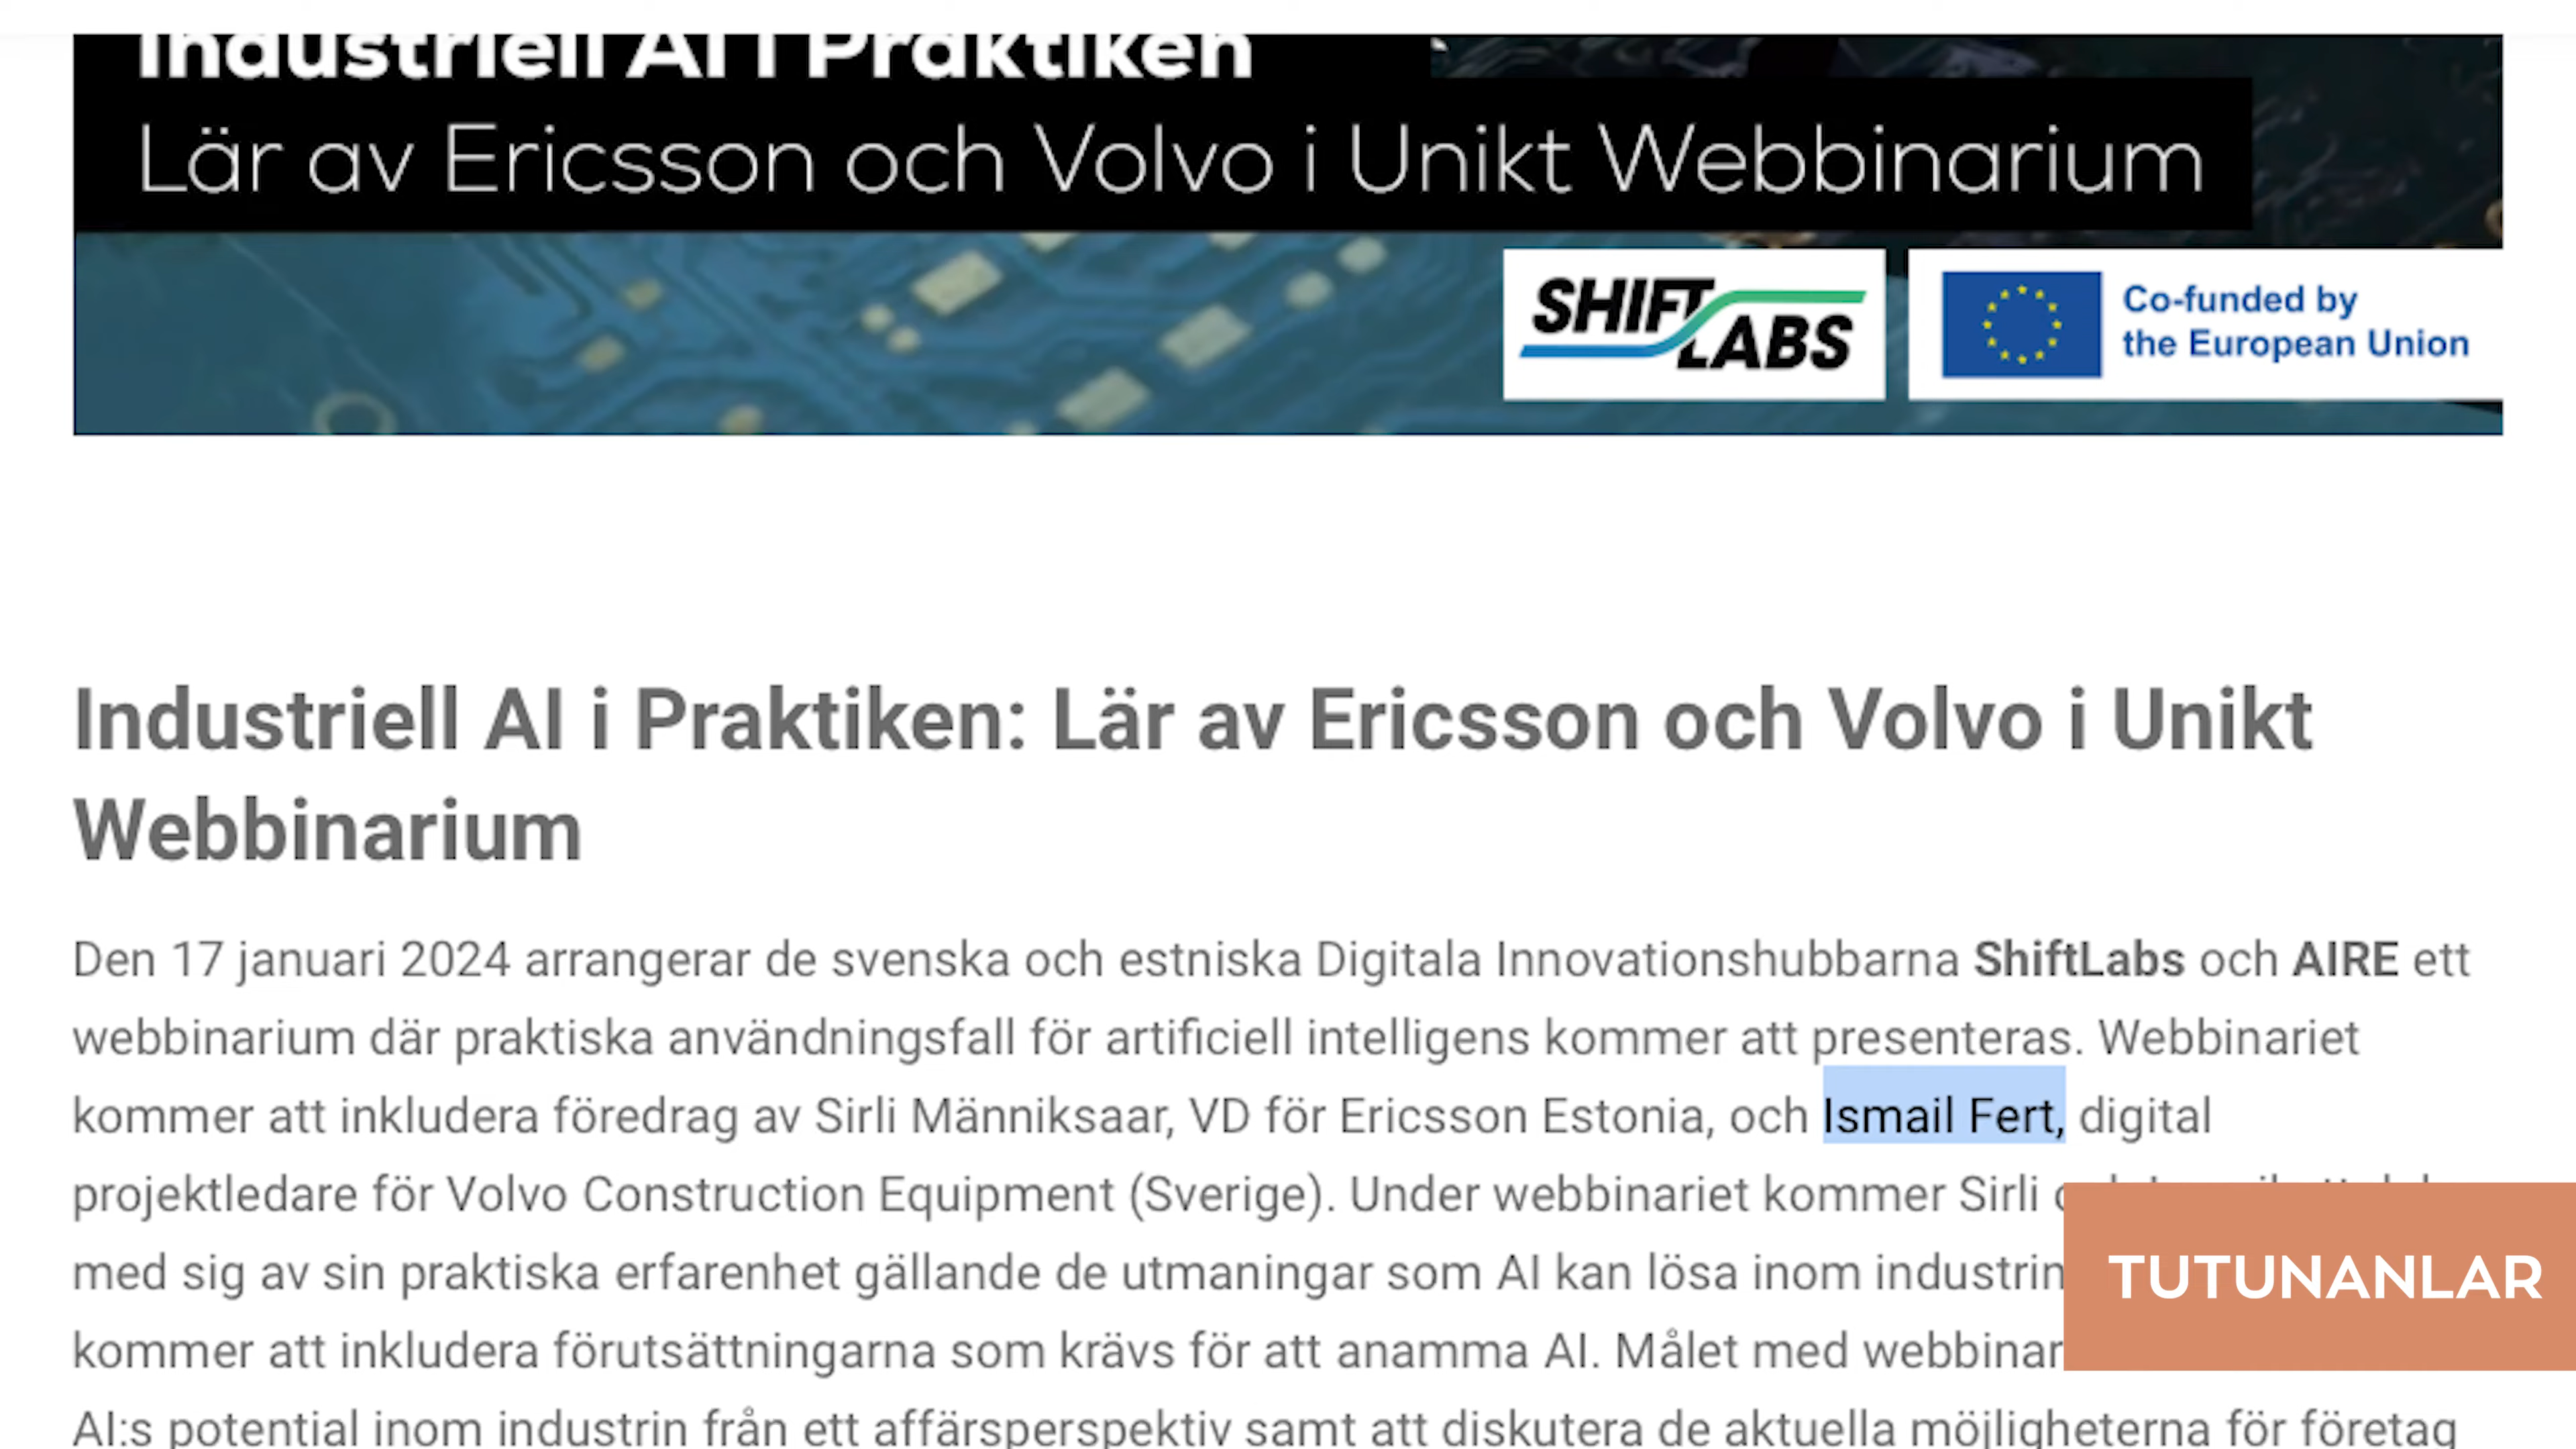 Industriell AI i Praktiken
Lär av Ericsson och Volvo i Unikt Webbinarium
SHIFT LABS
Co-funded by
the European Union
Industriell AI i Praktiken: Lär av Ericsson och Volvo i Unikt
Webbinarium
Den 17 januari 2024 arrangerar de svenska och estniska Digitala Innovationshubbarna ShiftLabs och AIRE ett
webbinarium där praktiska användningsfall för artificiell intelligens kommer att presenteras. Webbinariet
kommer att inkludera föredrag av Sirli Männiksaar, VD för Ericsson Estonia, och Ismail Fert, digital
projektledare för Volvo Construction Equipment (Sverige). Under webbinariet kommer Sirli
med sig av sin praktiska erfarenhet gällande de utmaningar som AI kan lösa inom industrin
kommer att inkludera förutsättningarna som krävs för att anamma AI. Målet med webbinar
AI:s potential inom industrin från ett affärsperspektiv samt att diskutera de aktuella möjligheterna för företag
TUTUNANLAR